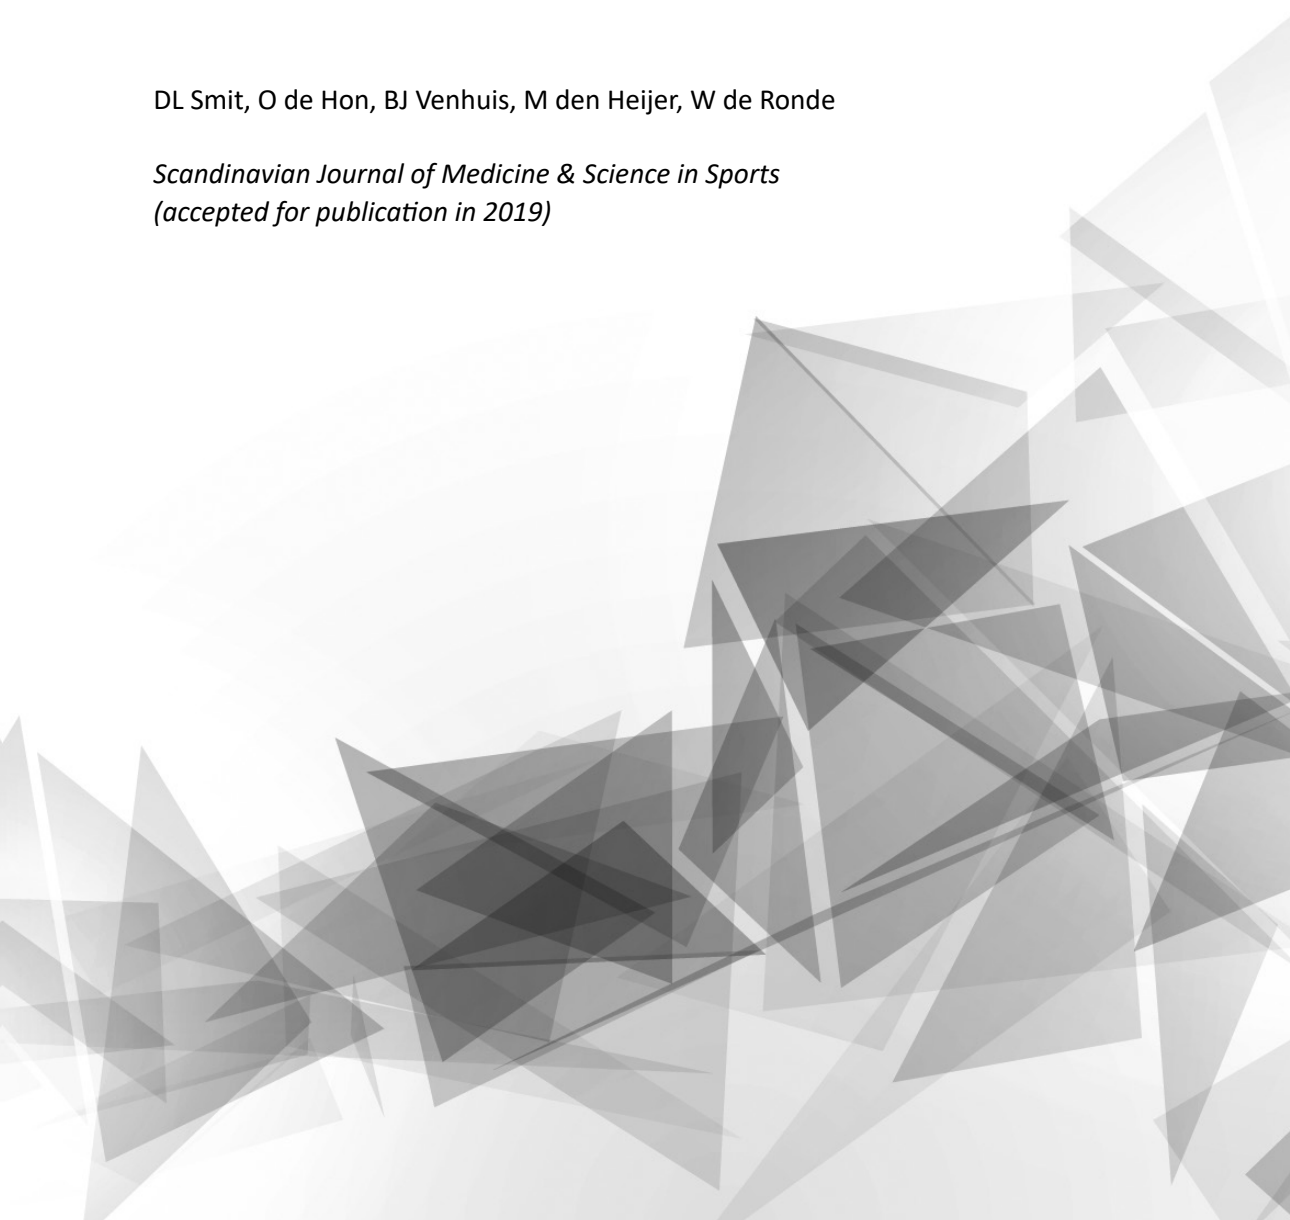 DL Smit, O de Hon, BJ Venhuis, M den Heijer, W de Ronde
Scandinavian Journal of Medicine & Science in Sports
(accepted for publication in 2019)